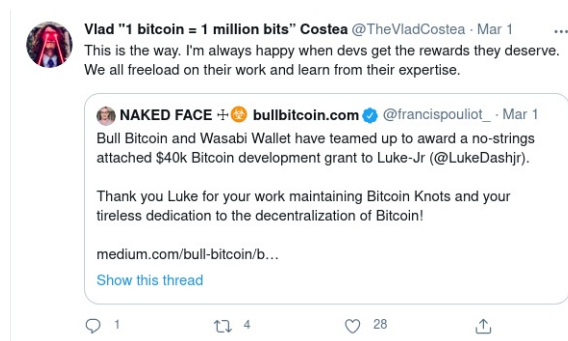 Vlad "1 bitcoin = 1 million bits” Costea @TheVladCostea · Mar 1
This is the way. I'm always happy when devs get the rewards they deserve.
We all freeload on their work and learn from their expertise.
NAKED FACE bullbitcoin.com @francispouliot_ · Mar 1
Bull Bitcoin and Wasabi Wallet have teamed up to award a no-strings
attached $40k Bitcoin development grant to Luke-Jr (@LukeDashjr).
Thank you Luke for your work maintaining Bitcoin Knots and your
tireless dedication to the decentralization of Bitcoin!
medium.com/bull-bitcoin/b…
Show this thread
1 4 28